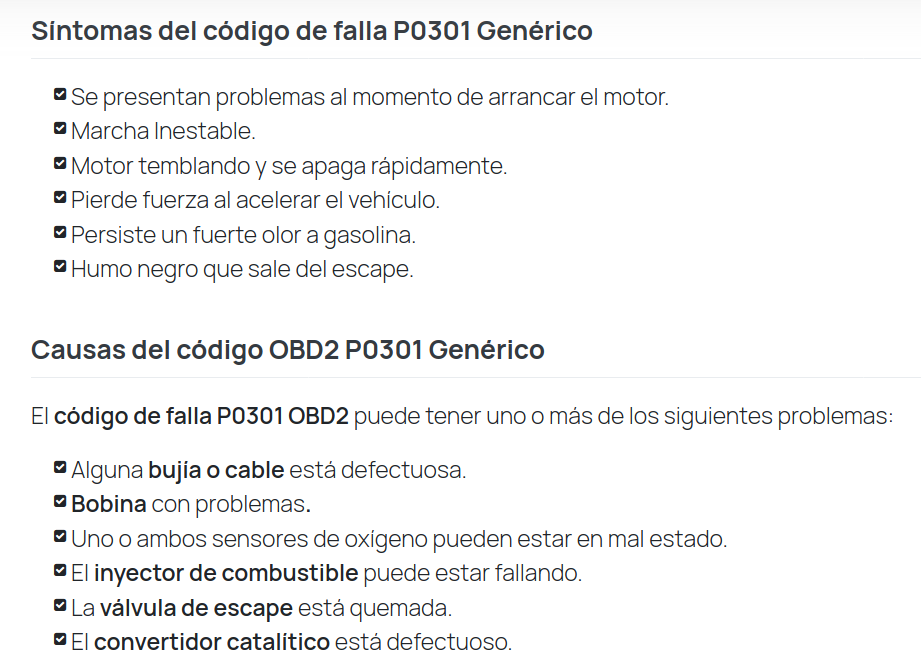 Síntomas del código de falla P0301 Genérico
Se presentan problemas al momento de arrancar el motor.
Marcha Inestable.
Motor temblando y se apaga rápidamente.
Pierde fuerza al acelerar el vehículo.
Persiste un fuerte olor a gasolina.
Humo negro que sale del escape.
Causas del código OBD2 P0301 Genérico
El código de falla P0301 OBD2 puede tener uno o más de los siguientes problemas:
Alguna bujía o cable está defectuosa.
Bobina con problemas.
Uno o ambos sensores de oxígeno pueden estar en mal estado.
El inyector de combustible puede estar fallando.
La válvula de escape está quemada.
El convertidor catalítico está defectuoso.